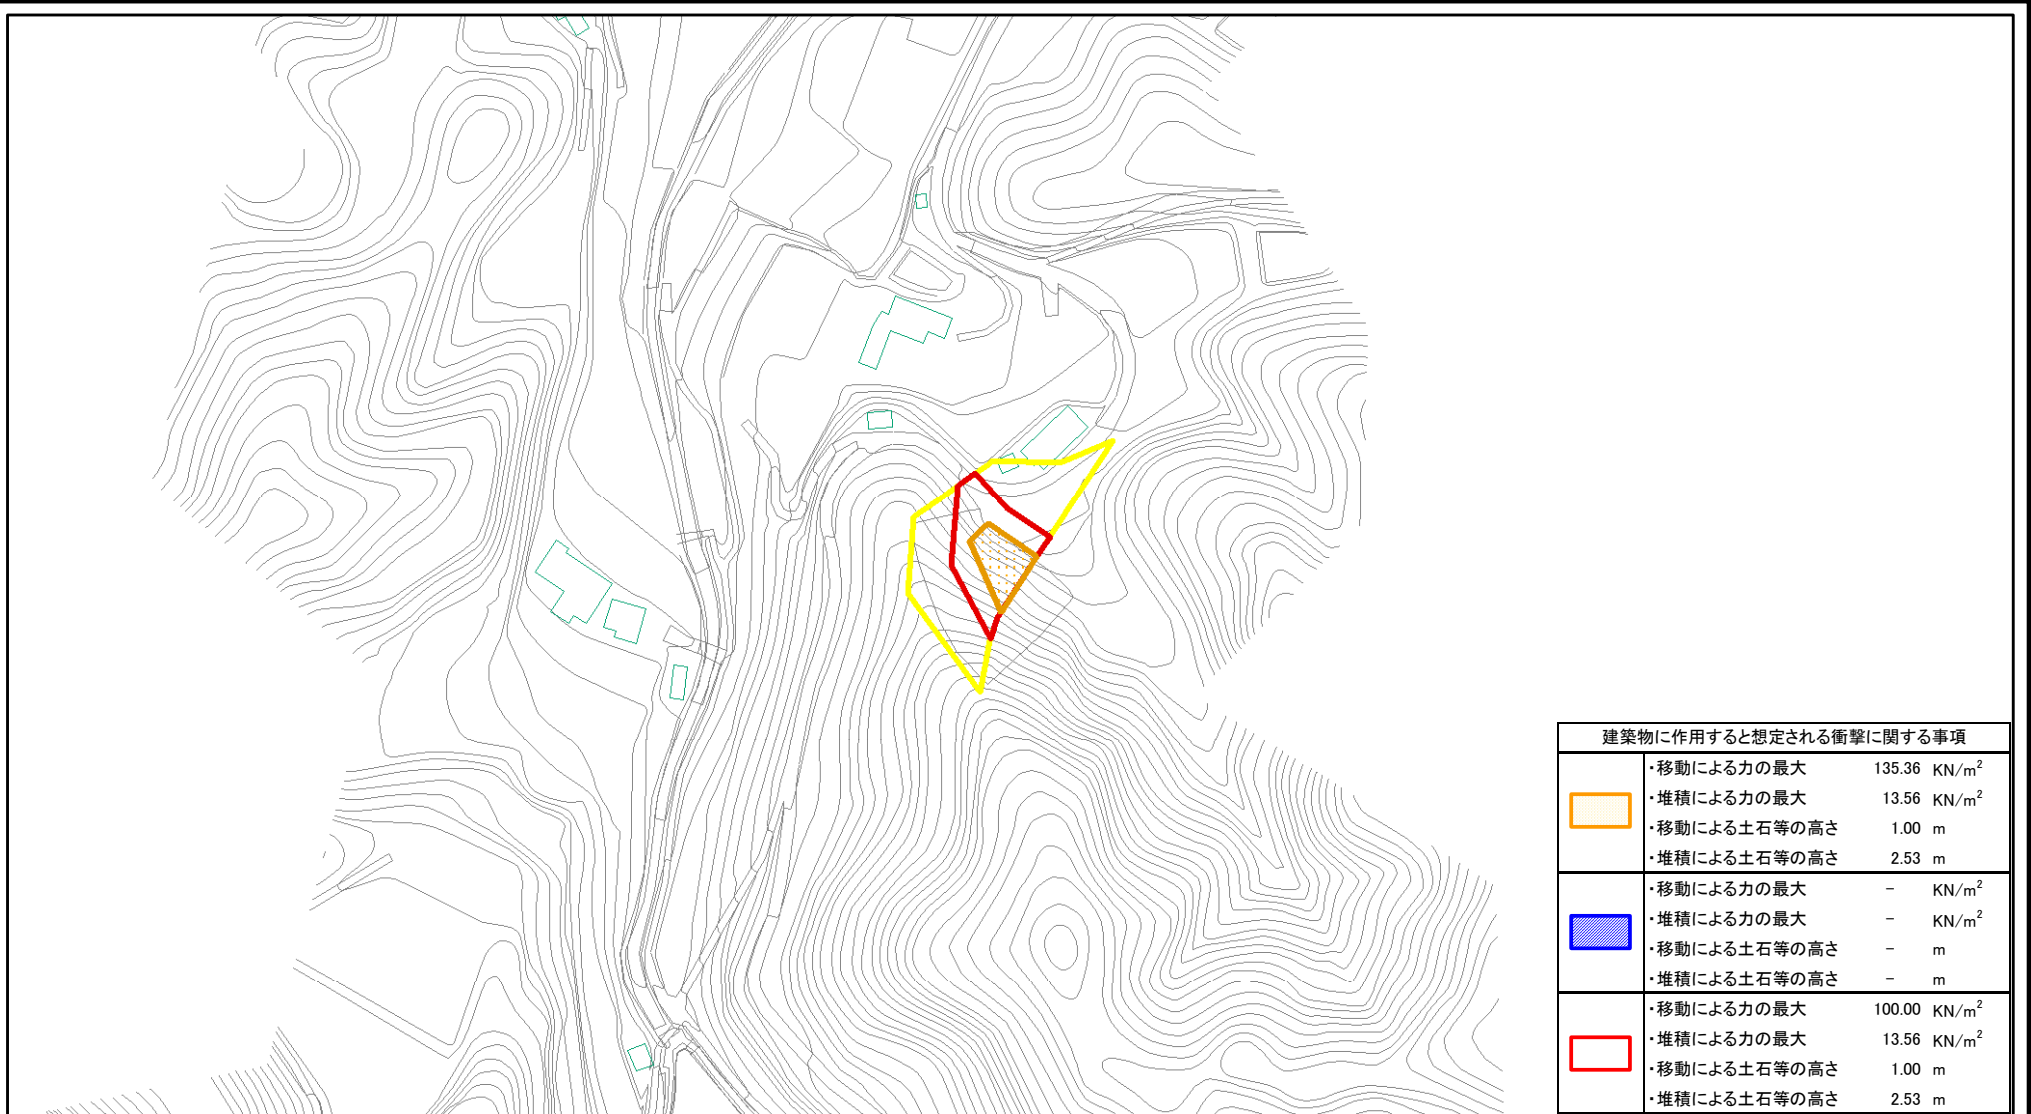 建築物に作用すると想定される衝撃に関する事項
・移動による力の最大 135.36 KN/m²
・堆積による力の最大 13.56 KN/m²
・移動による土石等の高さ 1.00 m
・堆積による土石等の高さ 2.53 m
・移動による力の最大 － KN/m²
・堆積による力の最大 － KN/m²
・移動による土石等の高さ － m
・堆積による土石等の高さ － m
・移動による力の最大 100.00 KN/m²
・堆積による力の最大 13.56 KN/m²
・移動による土石等の高さ 1.00 m
・堆積による土石等の高さ 2.53 m